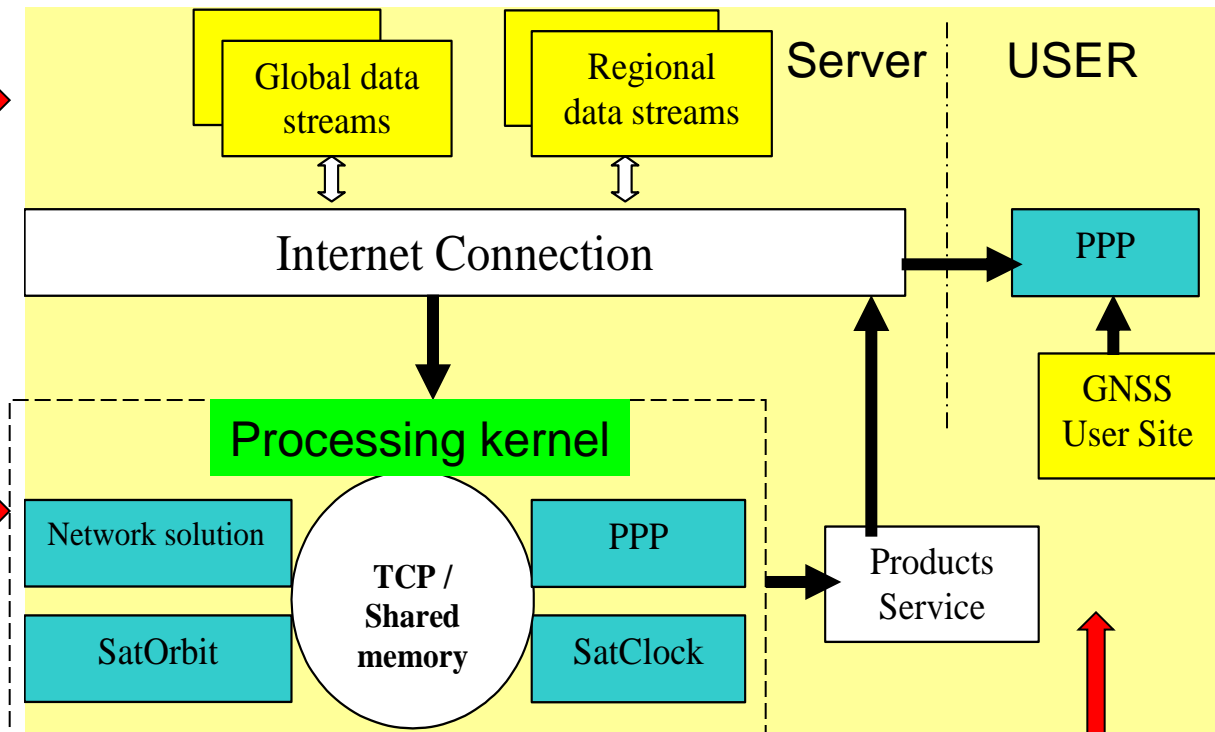 Global data
streams
Regional
data streams
Server
USER
Internet Connection
PPP
GNSS
User Site
Processing kernel
Network solution
PPP
TCP /
Shared
memory
SatOrbit
SatClock
Products
Service